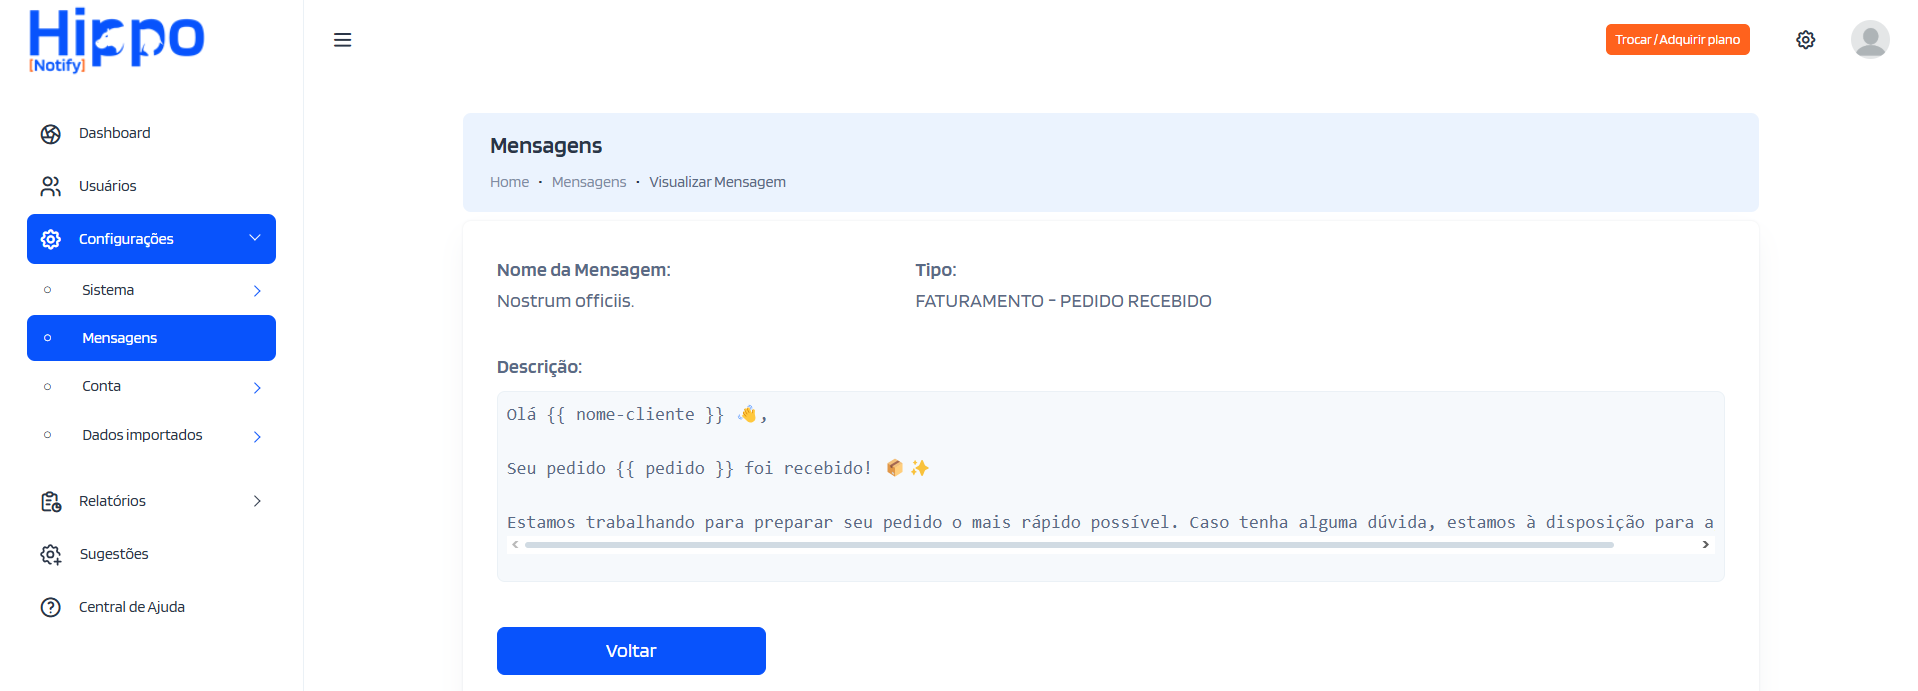 Hippo
[Notify]
Trocar/Adquirir plano
Dashboard
Usuários
Configurações
Sistema
Mensagens
Conta
Dados importados
Relatórios
Sugestões
Central de Ajuda
Mensagens
Home • Mensagens • Visualizar Mensagem
Nome da Mensagem:
Nostrum officiis.
Tipo:
FATURAMENTO - PEDIDO RECEBIDO
Descrição:
Olá {{ nome-cliente }} 👋,
Seu pedido {{ pedido }} foi recebido! 📦✨
Estamos trabalhando para preparar seu pedido o mais rápido possível. Caso tenha alguma dúvida, estamos à disposição para a
Voltar